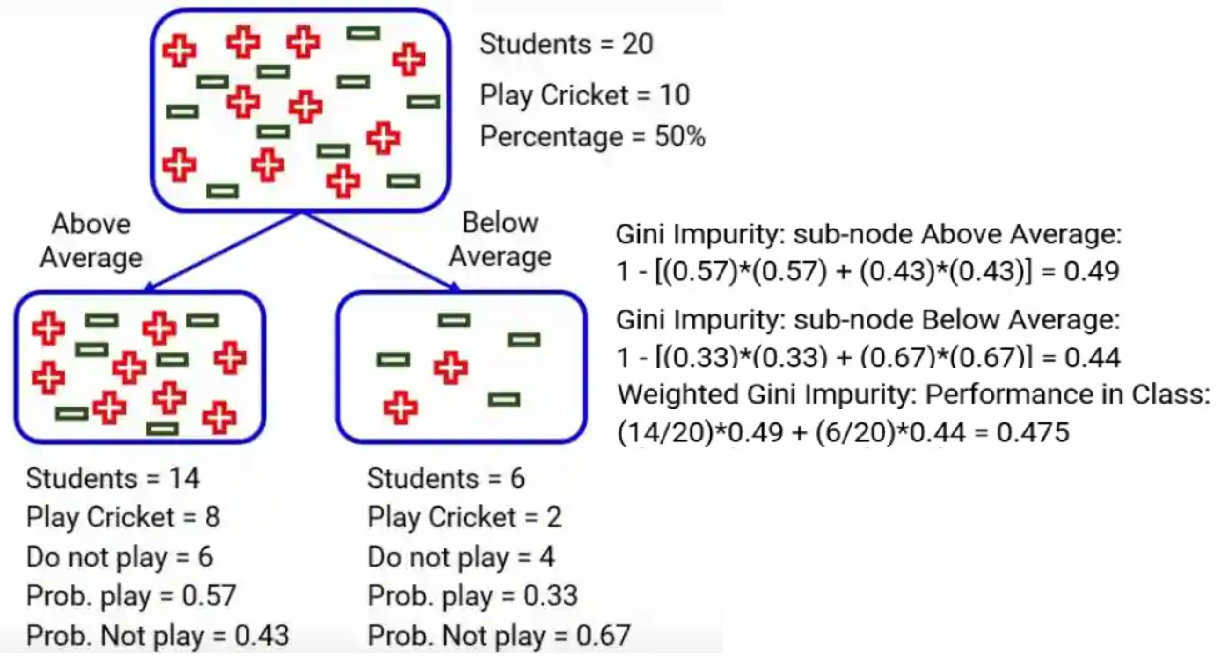 Students = 20
Play Cricket = 10
Percentage = 50%
Above
Average
Below
Average
Gini Impurity: sub-node Above Average:
1 - [(0.57)*(0.57) + (0.43)*(0.43)] = 0.49
Gini Impurity: sub-node Below Average:
1 - [(0.33)*(0.33) + (0.67)*(0.67)] = 0.44
Weighted Gini Impurity: Performance in Class:
(14/20)*0.49 + (6/20)*0.44 = 0.475
Students = 14
Play Cricket = 8
Do not play = 6
Prob. play = 0.57
Prob. Not play = 0.43
Students = 6
Play Cricket = 2
Do not play = 4
Prob. play = 0.33
Prob. Not play = 0.67